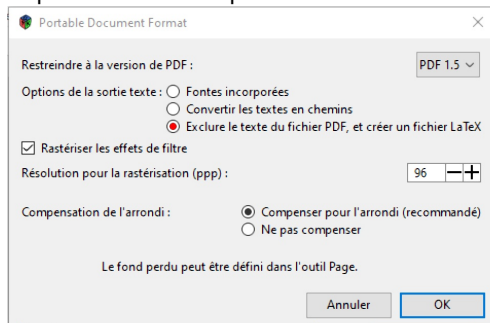 Portable Document Format
Restreindre à la version de PDF :
PDF 1.5
Options de la sortie texte :
Fontes incorporées
Convertir les textes en chemins
Exclure le texte du fichier PDF, et créer un fichier LaTeX
Rastériser les effets de filtre
Résolution pour la rastérisation (ppp) :
96
Compensation de l'arrondi :
Compenser pour l'arrondi (recommandé)
Ne pas compenser
Le fond perdu peut être défini dans l'outil Page.
Annuler
OK